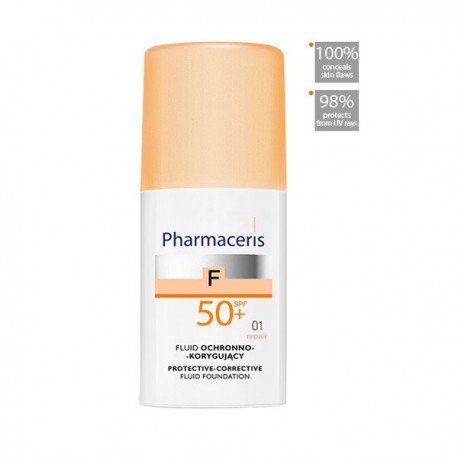 100%
conceals
skin flaws
98%
protects
from UV rays
Pharmaceris
F
50+ SPF
01
IVORY
FLUID OCHRONNO-
-KORYGUJĄCY
PROTECTIVE-CORRECTIVE
FLUID FOUNDATION